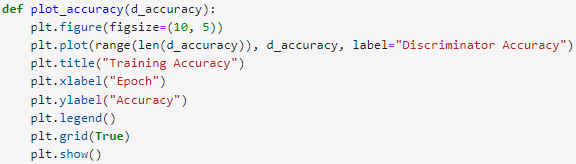 def plot_accuracy(d_accuracy):
    plt.figure(figsize=(10, 5))
    plt.plot(range(len(d_accuracy)), d_accuracy, label="Discriminator Accuracy")
    plt.title("Training Accuracy")
    plt.xlabel("Epoch")
    plt.ylabel("Accuracy")
    plt.legend()
    plt.grid(True)
    plt.show()